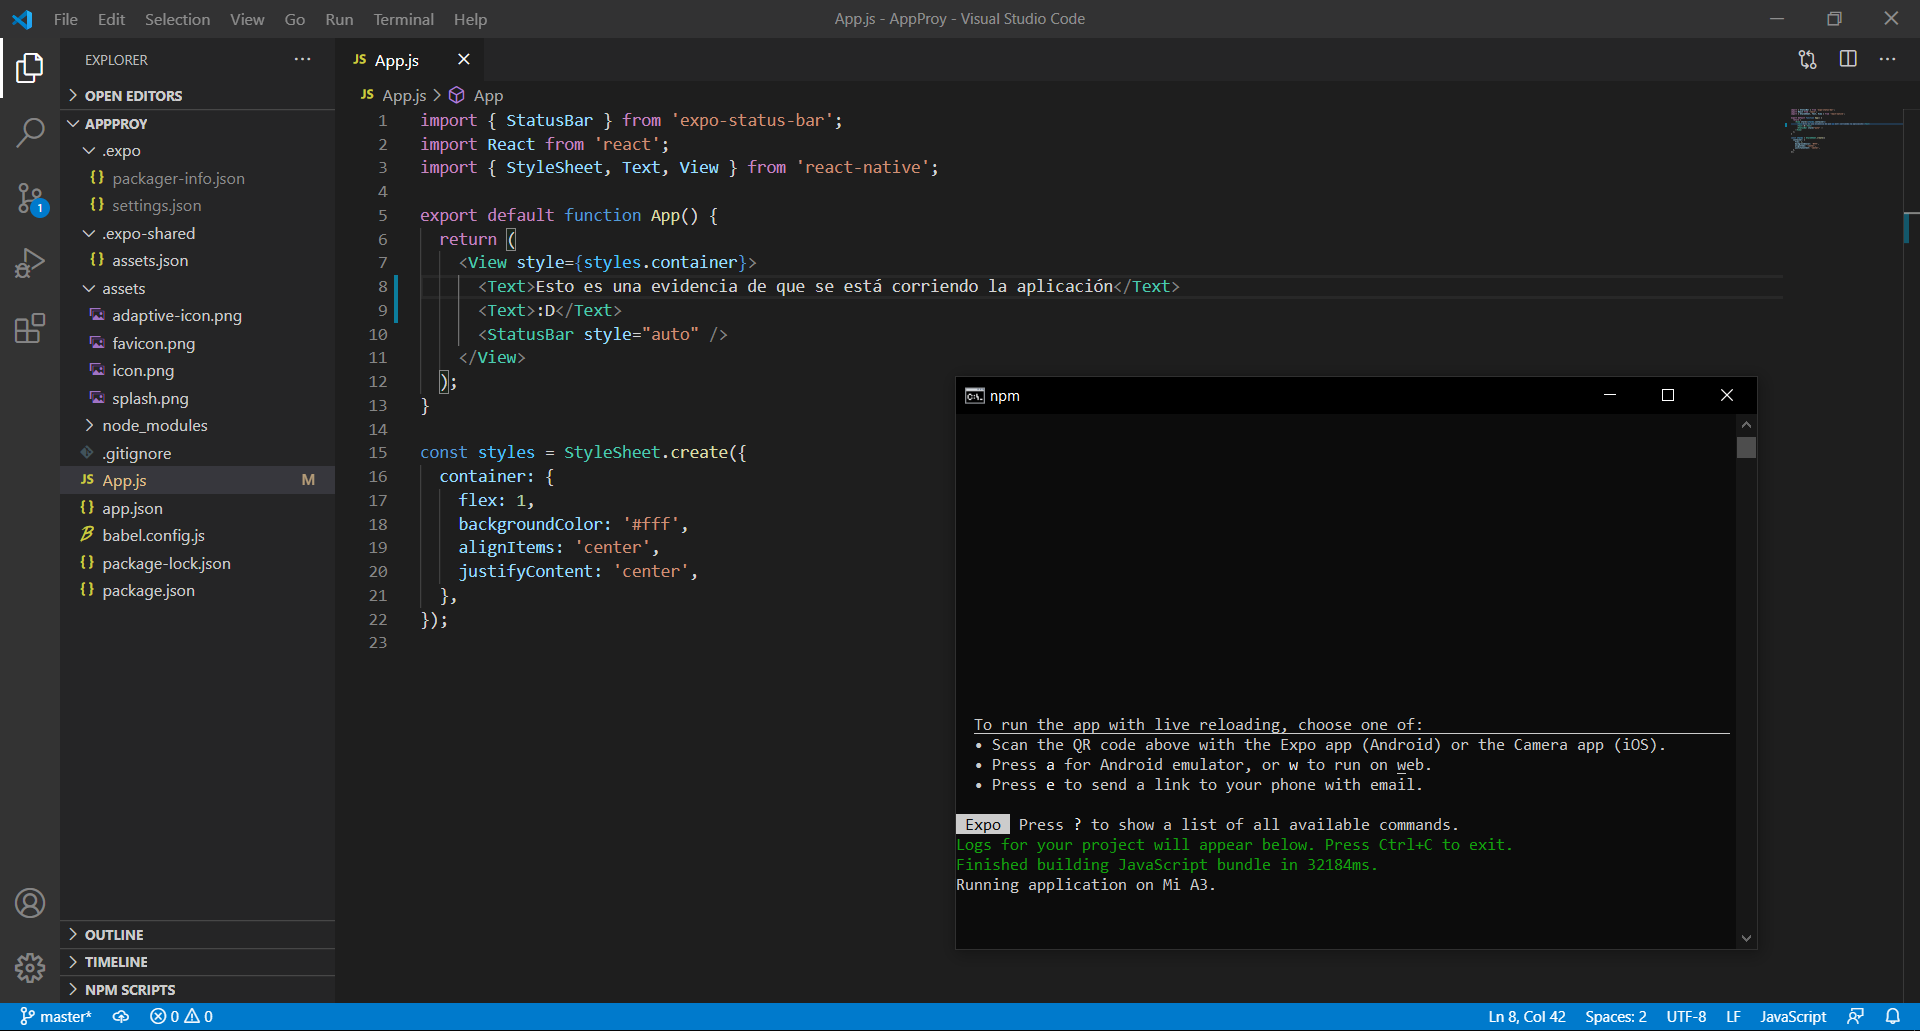 File Edit Selection View Go Run Terminal Help
App.js - AppProy - Visual Studio Code
EXPLORER
OPEN EDITORS
APPPROY
.expo
{} packager-info.json
{} settings.json
.expo-shared
{} assets.json
assets
adaptive-icon.png
favicon.png
icon.png
splash.png
node_modules
.gitignore
JS App.js M
{} app.json
babel.config.js
{} package-lock.json
{} package.json
OUTLINE
TIMELINE
NPM SCRIPTS
1
JS App.js
JS App.js > App
1 import { StatusBar } from 'expo-status-bar';
2 import React from 'react';
3 import { StyleSheet, Text, View } from 'react-native';
4
5 export default function App() {
6 return (
7 <View style={styles.container}>
8 <Text>Esto es una evidencia de que se está corriendo la aplicación</Text>
9 <Text>:D</Text>
10 <StatusBar style="auto" />
11 </View>
12 );
13 }
14
15 const styles = StyleSheet.create({
16 container: {
17 flex: 1,
18 backgroundColor: '#fff',
19 alignItems: 'center',
20 justifyContent: 'center',
21 },
22 });
23
npm
To run the app with live reloading, choose one of:
• Scan the QR code above with the Expo app (Android) or the Camera app (iOS).
• Press a for Android emulator, or w to run on web.
• Press e to send a link to your phone with email.
Expo Press ? to show a list of all available commands.
Logs for your project will appear below. Press Ctrl+C to exit.
Finished building JavaScript bundle in 32184ms.
Running application on Mi A3.
master* 0 0
Ln 8, Col 42 Spaces: 2 UTF-8 LF JavaScript